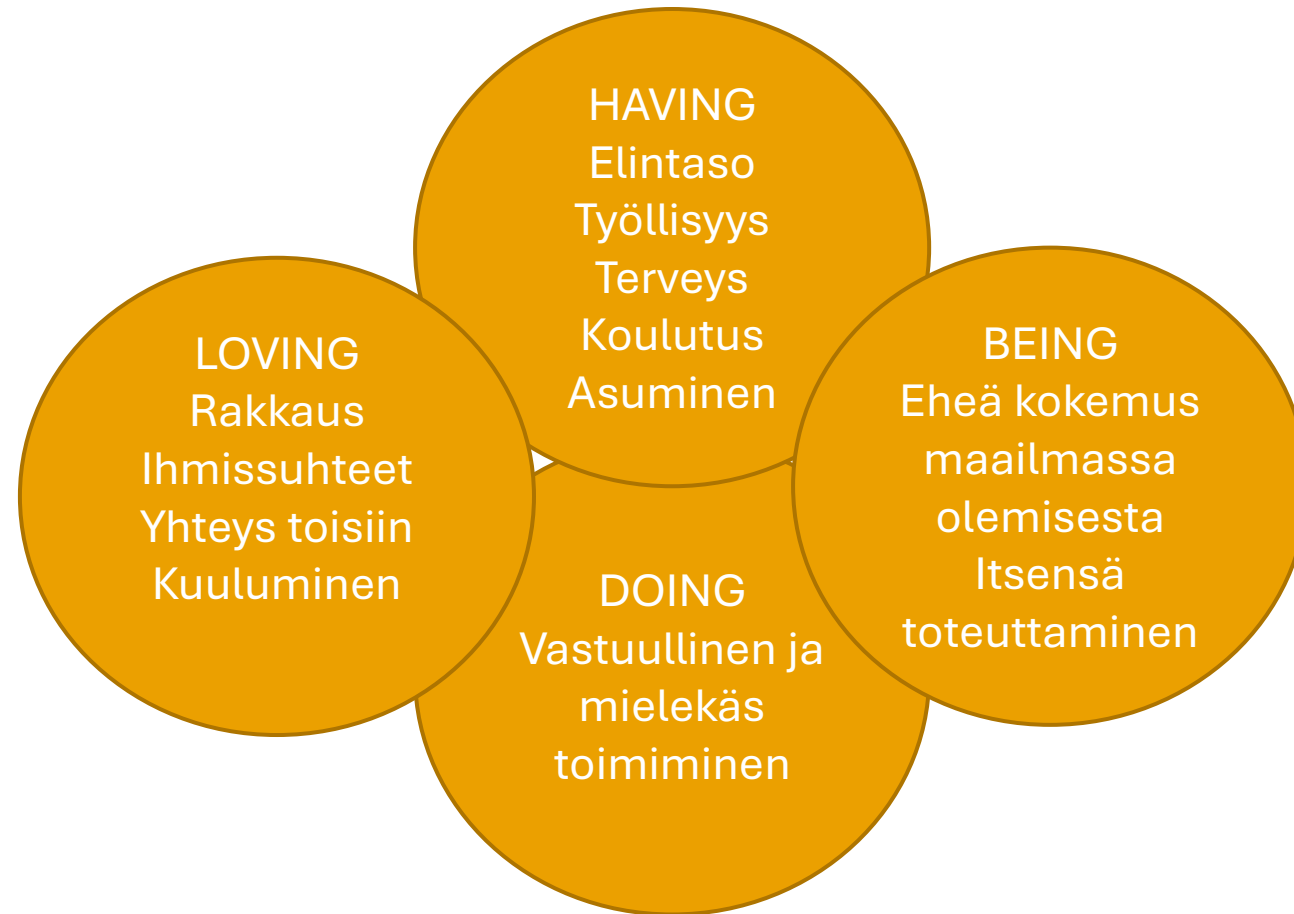 HAVING
Elintaso
Työllisyys
Terveys
Koulutus
Asuminen
LOVING
Rakkaus
Ihmissuhteet
Yhteys toisiin
Kuuluminen
BEING
Eheä kokemus
maailmassa
olemisesta
Itsensä
toteuttaminen
DOING
Vastuullinen ja
mielekäs
toimiminen